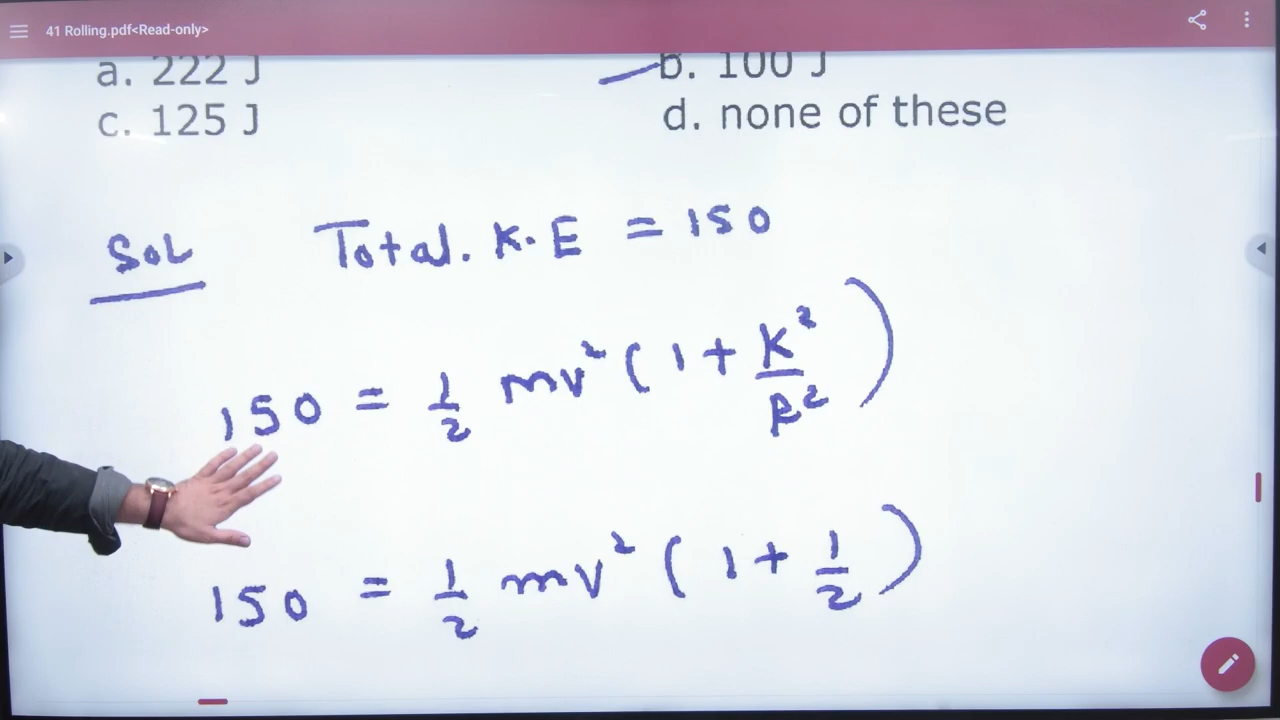 41 Rolling.pdf<Read-only>
a. 222 J b. 100 J
c. 125 J d. none of these
Sol Total. K.E = 150
150 = 1/2 mv² (1 + K²/R²)
150 = 1/2 mv² (1 + 1/2)